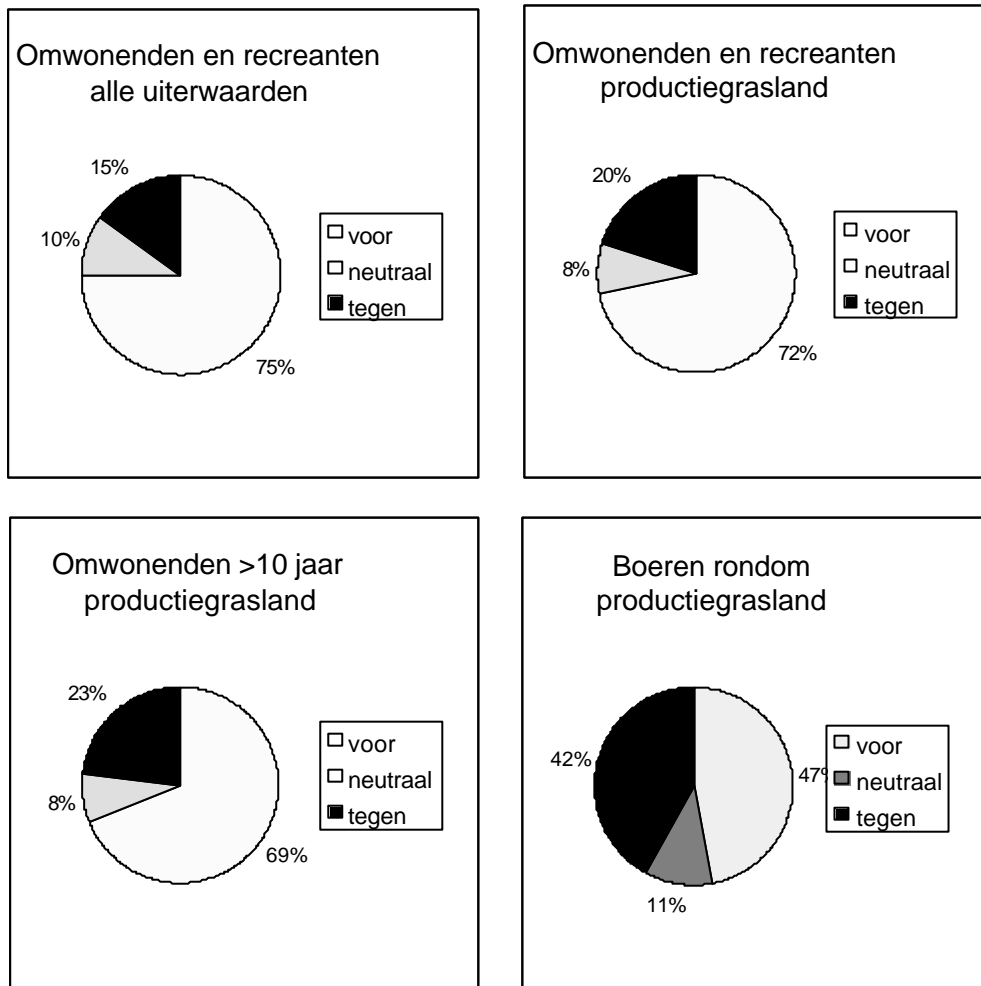 Omwonenden en recreanten
alle uiterwaarden
15%
10%
75%
voor
neutraal
tegen
Omwonenden en recreanten
productiegrasland
20%
8%
72%
voor
neutraal
tegen
Omwonenden >10 jaar
productiegrasland
23%
8%
69%
voor
neutraal
tegen
Boeren rondom
productiegrasland
42%
47%
11%
voor
neutraal
tegen